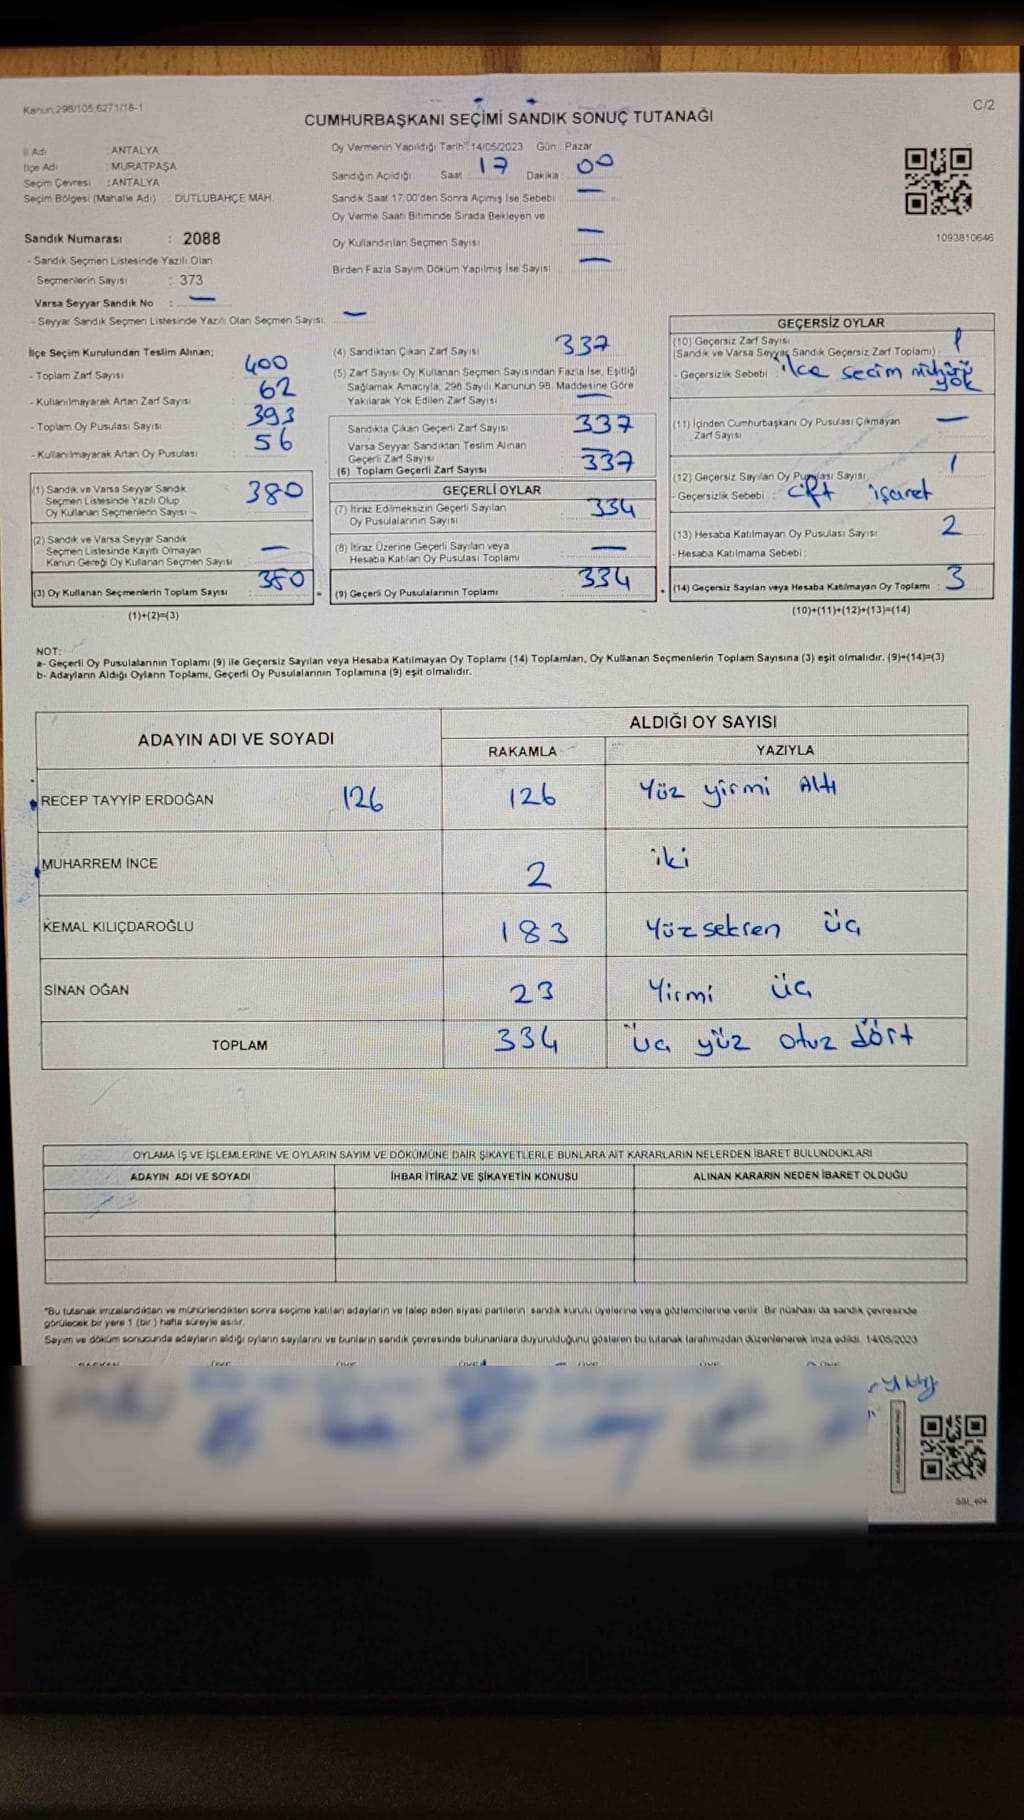 Kanun:298/105;6271/18-1
C/2
CUMHURBAŞKANI SEÇİMİ SANDIK SONUÇ TUTANAĞI
İl Adı : ANTALYA
İlçe Adı : MURATPAŞA
Seçim Çevresi : ANTALYA
Seçim Bölgesi (Mahalle Adı) : DUTLUBAHÇE MAH.
Sandık Numarası : 2088
- Sandık Seçmen Listesinde Yazılı Olan
Seçmenlerin Sayısı : 373
Varsa Seyyar Sandık No : —
- Seyyar Sandık Seçmen Listesinde Yazılı Olan Seçmen Sayısı: —
Oy Vermenin Yapıldığı Tarih : 14/05/2023 Gün : Pazar
Sandığın Açıldığı Saat 17 Dakika : 00
Sandık Saat 17:00'den Sonra Açımış İse Sebebi : —
Oy Verme Saati Bitiminde Sırada Bekleyen ve
Oy Kullandırılan Seçmen Sayısı —
Birden Fazla Sayım Döküm Yapılmış İse Sayısı —
1093810646
İlçe Seçim Kurulundan Teslim Alınan;
- Toplam Zarf Sayısı : 400
- Kullanılmayarak Artan Zarf Sayısı : 62
- Toplam Oy Pusulası Sayısı : 393
- Kullanılmayarak Artan Oy Pusulası : 56
(1) Sandık ve Varsa Seyyar Sandık
Seçmen Listesinde Yazılı Olup
Oy Kullanan Seçmenlerin Sayısı 380
(2) Sandık ve Varsa Seyyar Sandık
Seçmen Listesinde Kayıtlı Olmayan
Kanun Gereği Oy Kullanan Seçmen Sayısı —
(3) Oy Kullanan Seçmenlerin Toplam Sayısı : 380
(1)+(2)=(3)
(4) Sandıktan Çıkan Zarf Sayısı 337
(5) Zarf Sayısı Oy Kullanan Seçmen Sayısından Fazla İse, Eşitliği
Sağlamak Amacıyla; 298 Sayılı Kanunun 98. Maddesine Göre
Yakılarak Yok Edilen Zarf Sayısı —
Sandıkta Çıkan Geçerli Zarf Sayısı 337
Varsa Seyyar Sandıktan Teslim Alınan
Geçerli Zarf Sayısı —
(6) Toplam Geçerli Zarf Sayısı 337
GEÇERLİ OYLAR
(7) İtiraz Edilmeksizin Geçerli Sayılan
Oy Pusulalarının Sayısı 334
(8) İtiraz Üzerine Geçerli Sayılan veya
Hesaba Katılan Oy Pusulası Toplamı —
(9) Geçerli Oy Pusulalarının Toplamı : 334
GEÇERSİZ OYLAR
(10) Geçersiz Zarf Sayısı
(Sandık ve Varsa Seyyar Sandık Geçersiz Zarf Toplamı) : 1
- Geçersizlik Sebebi : ilce secim mührü
yok
(11) İçinden Cumhurbaşkanı Oy Pusulası Çıkmayan
Zarf Sayısı —
(12) Geçersiz Sayılan Oy Pusulası Sayısı 1
- Geçersizlik Sebebi : cift işaret
(13) Hesaba Katılmayan Oy Pusulası Sayısı 2
- Hesaba Katılmama Sebebi :
(14) Geçersiz Sayılan veya Hesaba Katılmayan Oy Toplamı : 3
(10)+(11)+(12)+(13)=(14)
NOT:
a- Geçerli Oy Pusulalarının Toplamı (9) ile Geçersiz Sayılan veya Hesaba Katılmayan Oy Toplamı (14) Toplamları, Oy Kullanan Seçmenlerin Toplam Sayısına (3) eşit olmalıdır. (9)+(14)=(3)
b- Adayların Aldığı Oyların Toplamı, Geçerli Oy Pusulalarının Toplamına (9) eşit olmalıdır.
ADAYIN ADI VE SOYADI
ALDIĞI OY SAYISI
RAKAMLA YAZIYLA
RECEP TAYYİP ERDOĞAN 126 126 Yüz yirmi Altı
MUHARREM İNCE 2 iki
KEMAL KILIÇDAROĞLU 183 Yüz seksen üç
SİNAN OĞAN 23 Yirmi üç
TOPLAM 334 üç yüz otuz dört
OYLAMA İŞ VE İŞLEMLERİNE VE OYLARIN SAYIM VE DÖKÜMÜNE DAİR ŞİKAYETLERLE BUNLARA AİT KARARLARIN NELERDEN İBARET BULUNDUKLARI
ADAYIN ADI VE SOYADI İHBAR İTİRAZ VE ŞİKAYETİN KONUSU ALINAN KARARIN NEDEN İBARET OLDUĞU
"Bu tutanak imzalandıktan ve mühürlendikten sonra seçime katılan adayların ve talep eden siyasi partilerin sandık kurulu üyelerine veya gözlemcilerine verilir. Bir nüshası da sandık çevresinde
görülecek bir yere 1 (bir) hafta süreyle asılır.
Sayım ve döküm sonucunda adayların aldığı oyların sayılarını ve bunların sandık çevresinde bulunanlara duyurulduğunu gösteren bu tutanak tarafımızdan düzenlenerek imza edildi. 14/05/2023